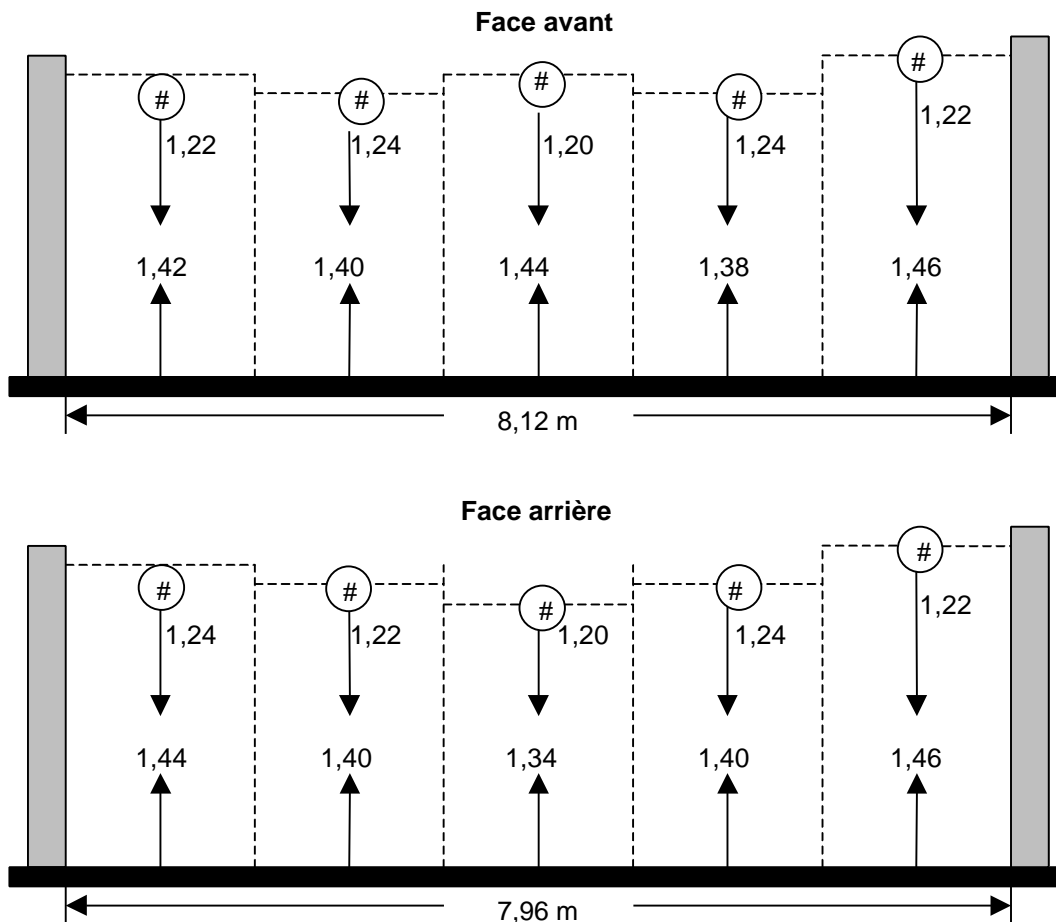 Face avant
# # # # #
1,22 1,24 1,20 1,24 1,22
1,42 1,40 1,44 1,38 1,46
8,12 m
Face arrière
# # # # #
1,24 1,22 1,20 1,24 1,22
1,44 1,40 1,34 1,40 1,46
7,96 m